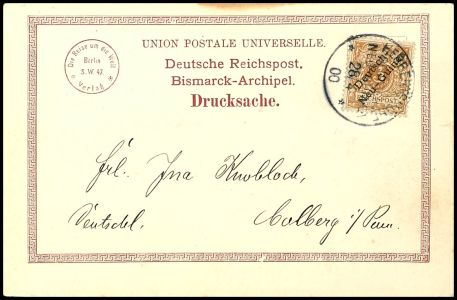 Die Reise um die Welt
Berlin
S. W. 47.
Verlag
UNION POSTALE UNIVERSELLE.
Deutsche Reichspost.
Bismarck-Archipel.
Drucksache.
Frl. Ina Knobloch,
Colberg i/Pom.